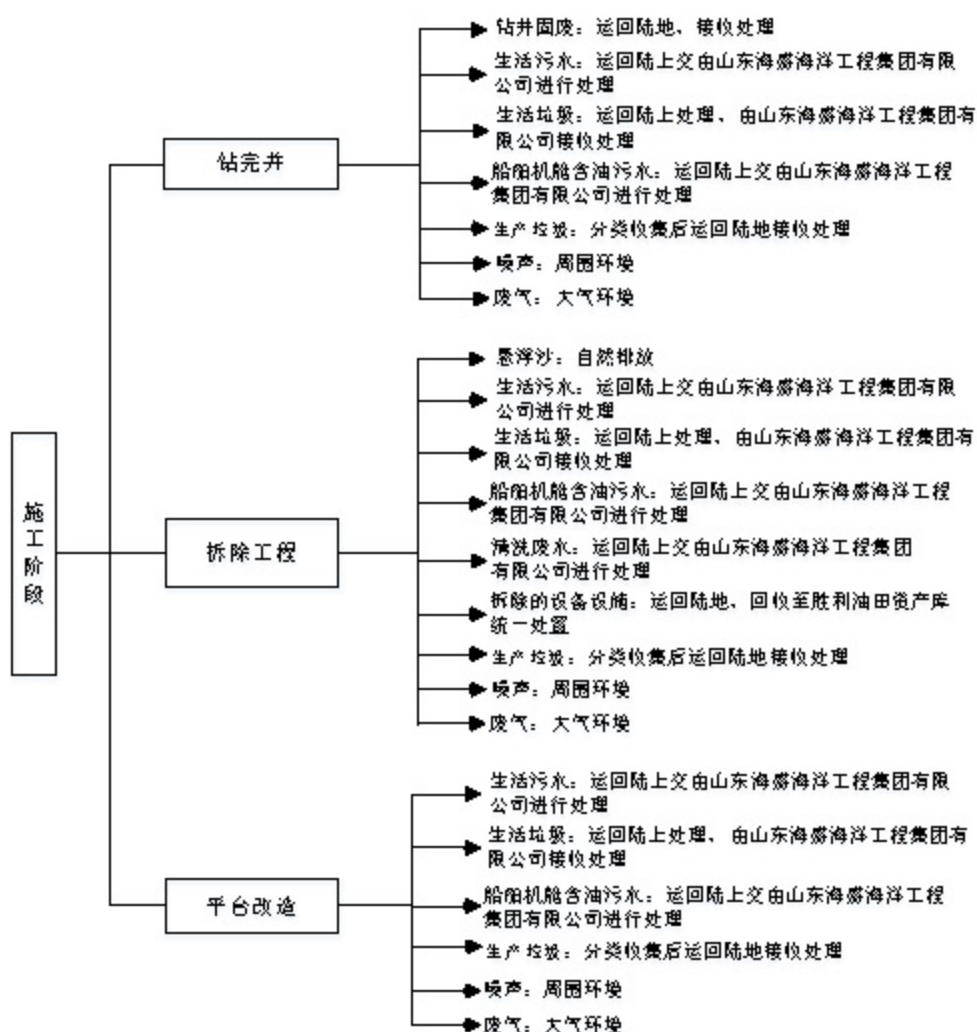 钻井固废：运回陆地、接收处理
生活污水：运回陆上交由山东海盛海洋工程集团有限
公司进行处理
生活垃圾：运回陆上处理、由山东海盛海洋工程集团有
限公司接收处理
钻完井
船舶机舱含油污水：运回陆上交由山东海盛海洋工程
集团有限公司进行处理
生产垃圾：分类收集后运回陆地接收处理
噪声：周围环境
废气：大气环境
悬浮沙：自然排放
生活污水：运回陆上交由山东海盛海洋工程集团有限
公司进行处理
生活垃圾：运回陆上处理、由山东海盛海洋工程集团有
限公司接收处理
船舶机舱含油污水：运回陆上交由山东海盛海洋工程
集团有限公司进行处理
施工阶段
拆除工程
清洗废水：运回陆上交由山东海盛海洋工程集团
有限公司进行处理
拆除的设备设施：运回陆地、回收至胜利油田资产库
统一处置
生产垃圾：分类收集后运回陆地接收处理
噪声：周围环境
废气：大气环境
生活污水：运回陆上交由山东海盛海洋工程集团有限
公司进行处理
生活垃圾：运回陆上处理、由山东海盛海洋工程集团有
限公司接收处理
平台改造
船舶机舱含油污水：运回陆上交由山东海盛海洋工程
集团有限公司进行处理
生产垃圾：分类收集后运回陆地接收处理
噪声：周围环境
废气：大气环境